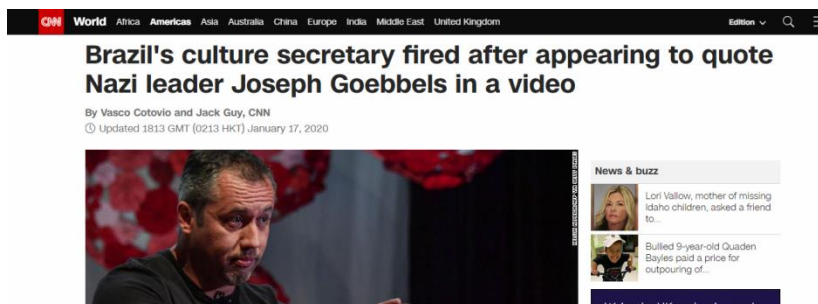 CNN World Africa Americas Asia Australia China Europe India Middle East United Kingdom Edition
Brazil's culture secretary fired after appearing to quote
Nazi leader Joseph Goebbels in a video
By Vasco Cotovio and Jack Guy, CNN
Updated 1813 GMT (0213 HKT) January 17, 2020
News & buzz
Lori Vallow, mother of missing
Idaho children, asked a friend
to...
Bullied 9-year-old Quaden
Bayles paid a price for
outpouring of...